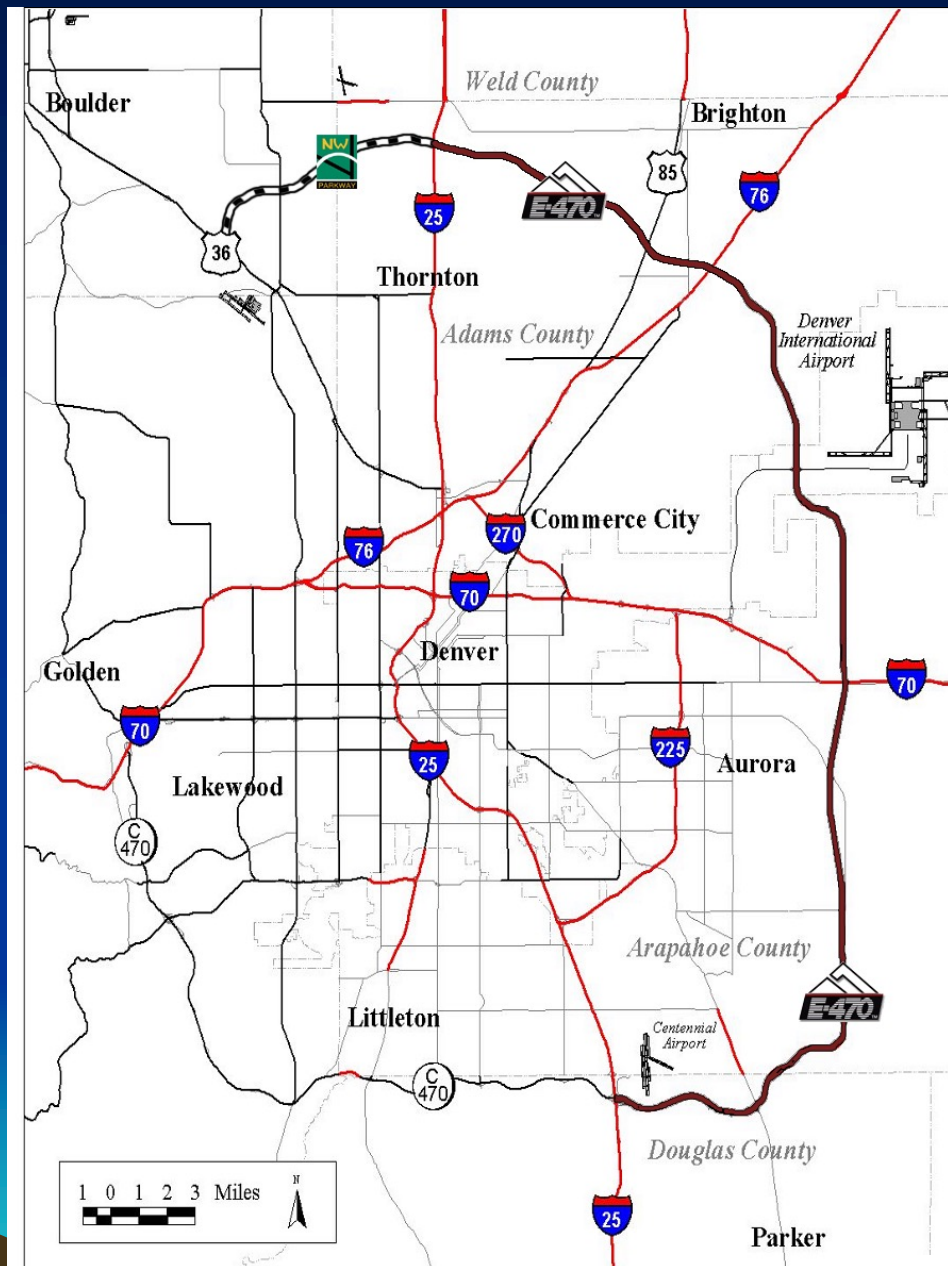 Weld County
Boulder
Brighton
NW
PARKWAY
85
E-470
76
25
36
Thornton
Adams County
Denver
International
Airport
Commerce City
270
76
70
Denver
Golden
70
70
225
25
Aurora
Lakewood
C
470
Arapahoe County
E-470
Littleton
Centennial
Airport
C
470
Douglas County
1 0 1 2 3 Miles
N
25
Parker